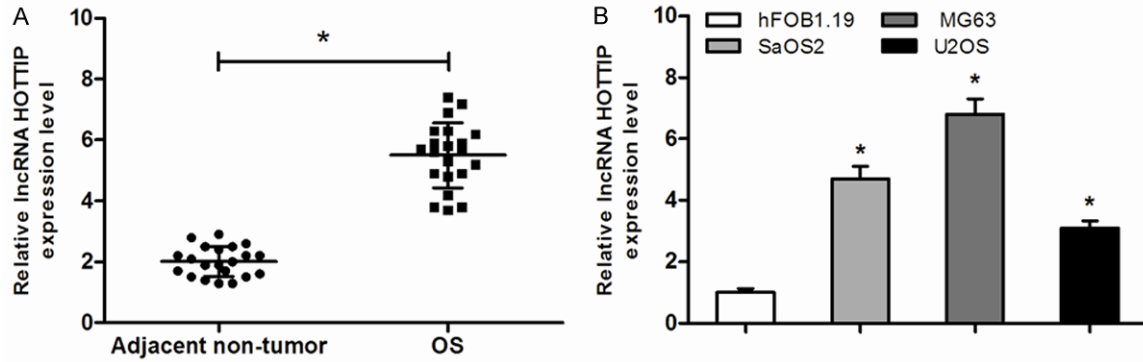 A
Relative lncRNA HOTTIP
expression level
10
8
6
4
2
0
*
Adjacent non-tumor
OS
B
Relative lncRNA HOTTIP
expression level
10
8
6
4
2
0
hFOB1.19
MG63
SaOS2
U2OS
*
*
*